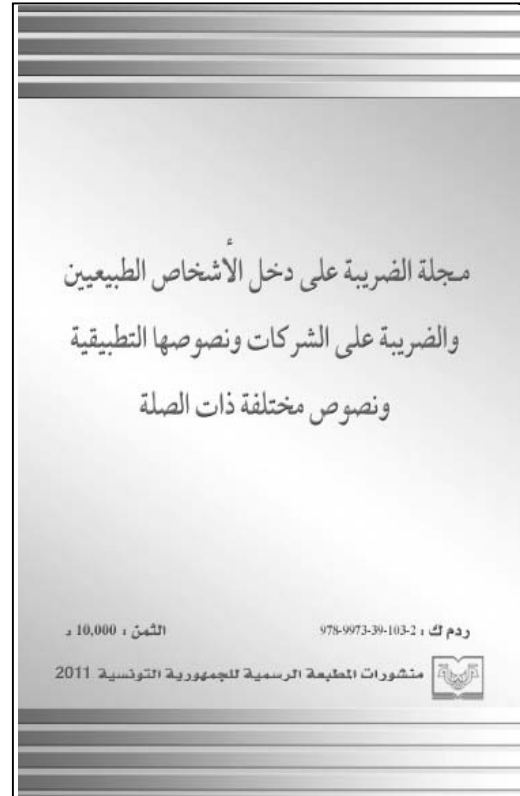 مجلة الضريبة على دخل الأشخاص الطبيعيين
والضريبة على الشركات ونصوصها التطبيقية
ونصوص مختلفة ذات الصلة
ردم ك : 978-9973-39-103-2 الثمن : 10,000 د
منشورات المطبعة الرسمية للجمهورية التونسية 2011